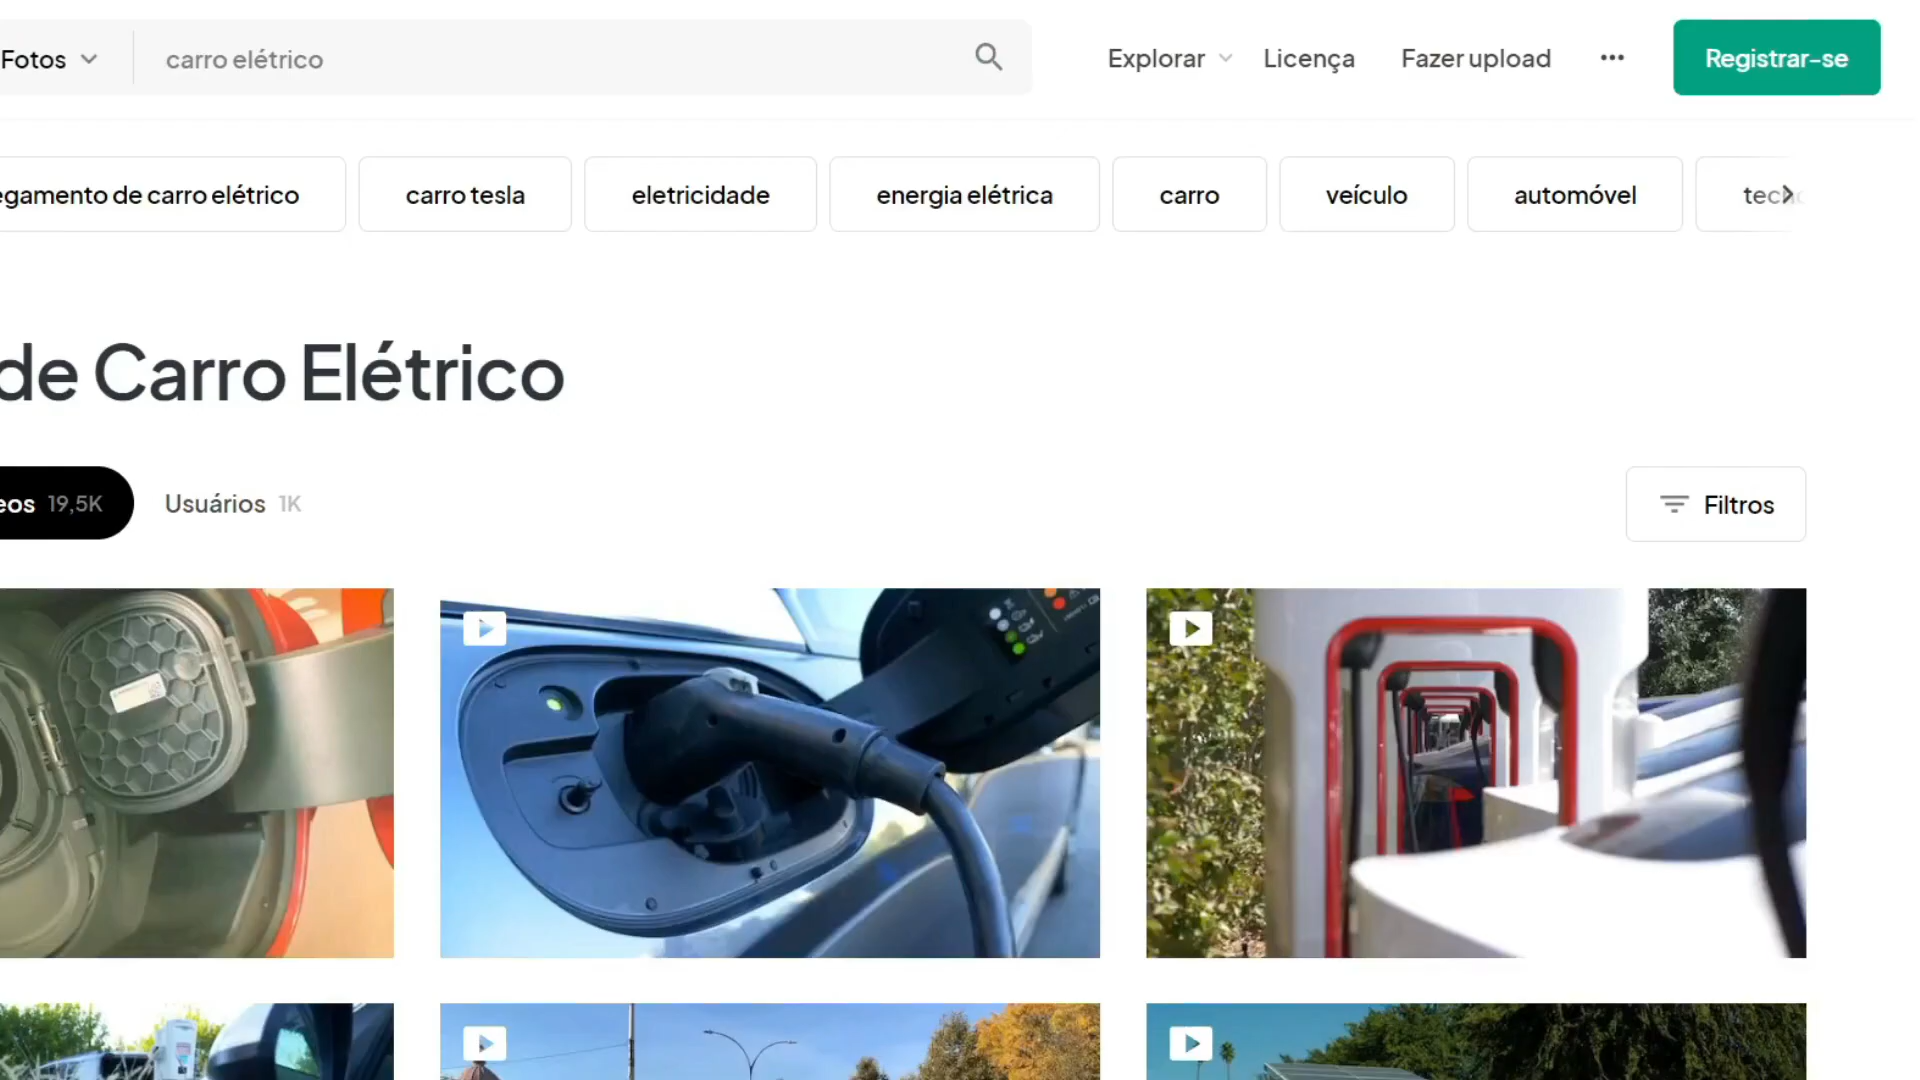 Fotos
carro elétrico
Explorar
Licença
Fazer upload
Registrar-se
egamento de carro elétrico
carro tesla
eletricidade
energia elétrica
carro
veículo
automóvel
de Carro Elétrico
eos 19,5K
Usuários 1K
Filtros